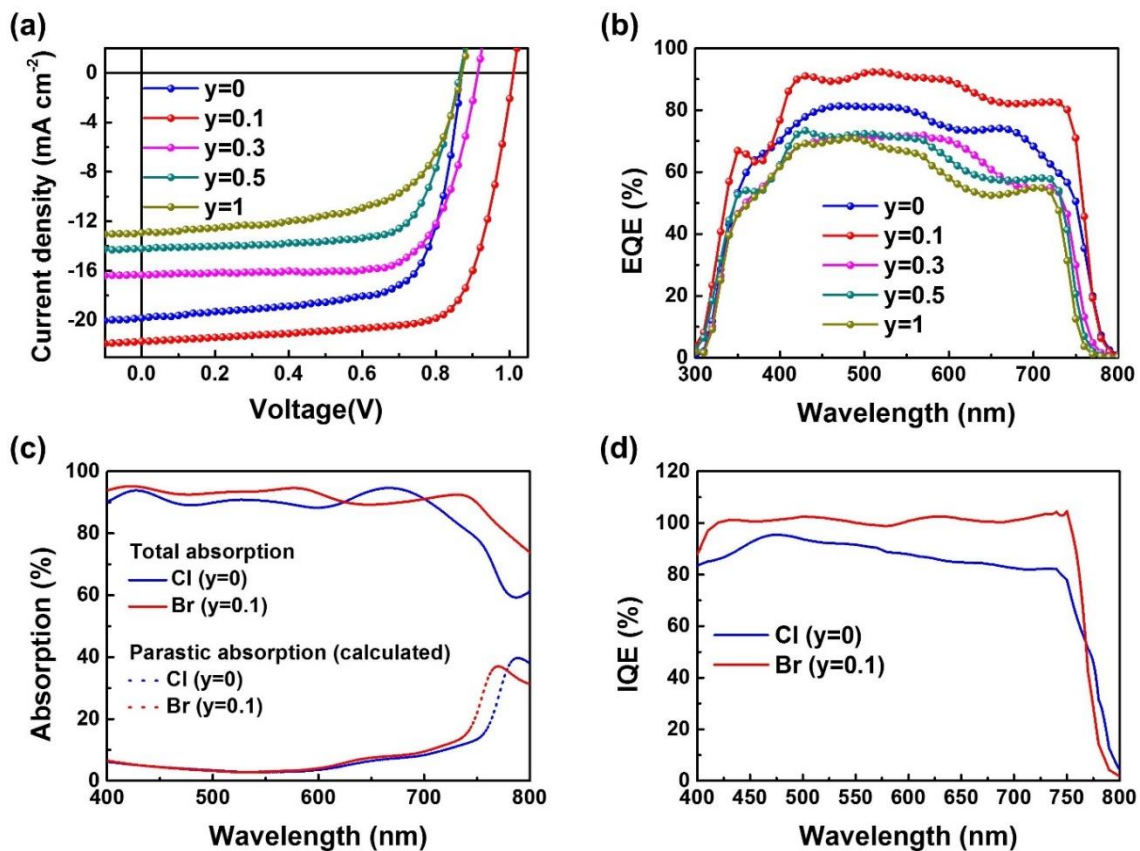 (a)
Current density (mA cm-2)
0
-4
-8
-12
-16
-20
y=0
y=0.1
y=0.3
y=0.5
y=1
0.0 0.2 0.4 0.6 0.8 1.0
Voltage(V)
(b)
EQE (%)
100
80
60
40
20
0
y=0
y=0.1
y=0.3
y=0.5
y=1
300 400 500 600 700 800
Wavelength (nm)
(c)
Absorption (%)
100
80
60
40
20
0
Total absorption
Cl (y=0)
Br (y=0.1)
Parastic absorption (calculated)
Cl (y=0)
Br (y=0.1)
400 500 600 700 800
Wavelength (nm)
(d)
IQE (%)
120
100
80
60
40
20
0
Cl (y=0)
Br (y=0.1)
400 450 500 550 600 650 700 750 800
Wavelength (nm)